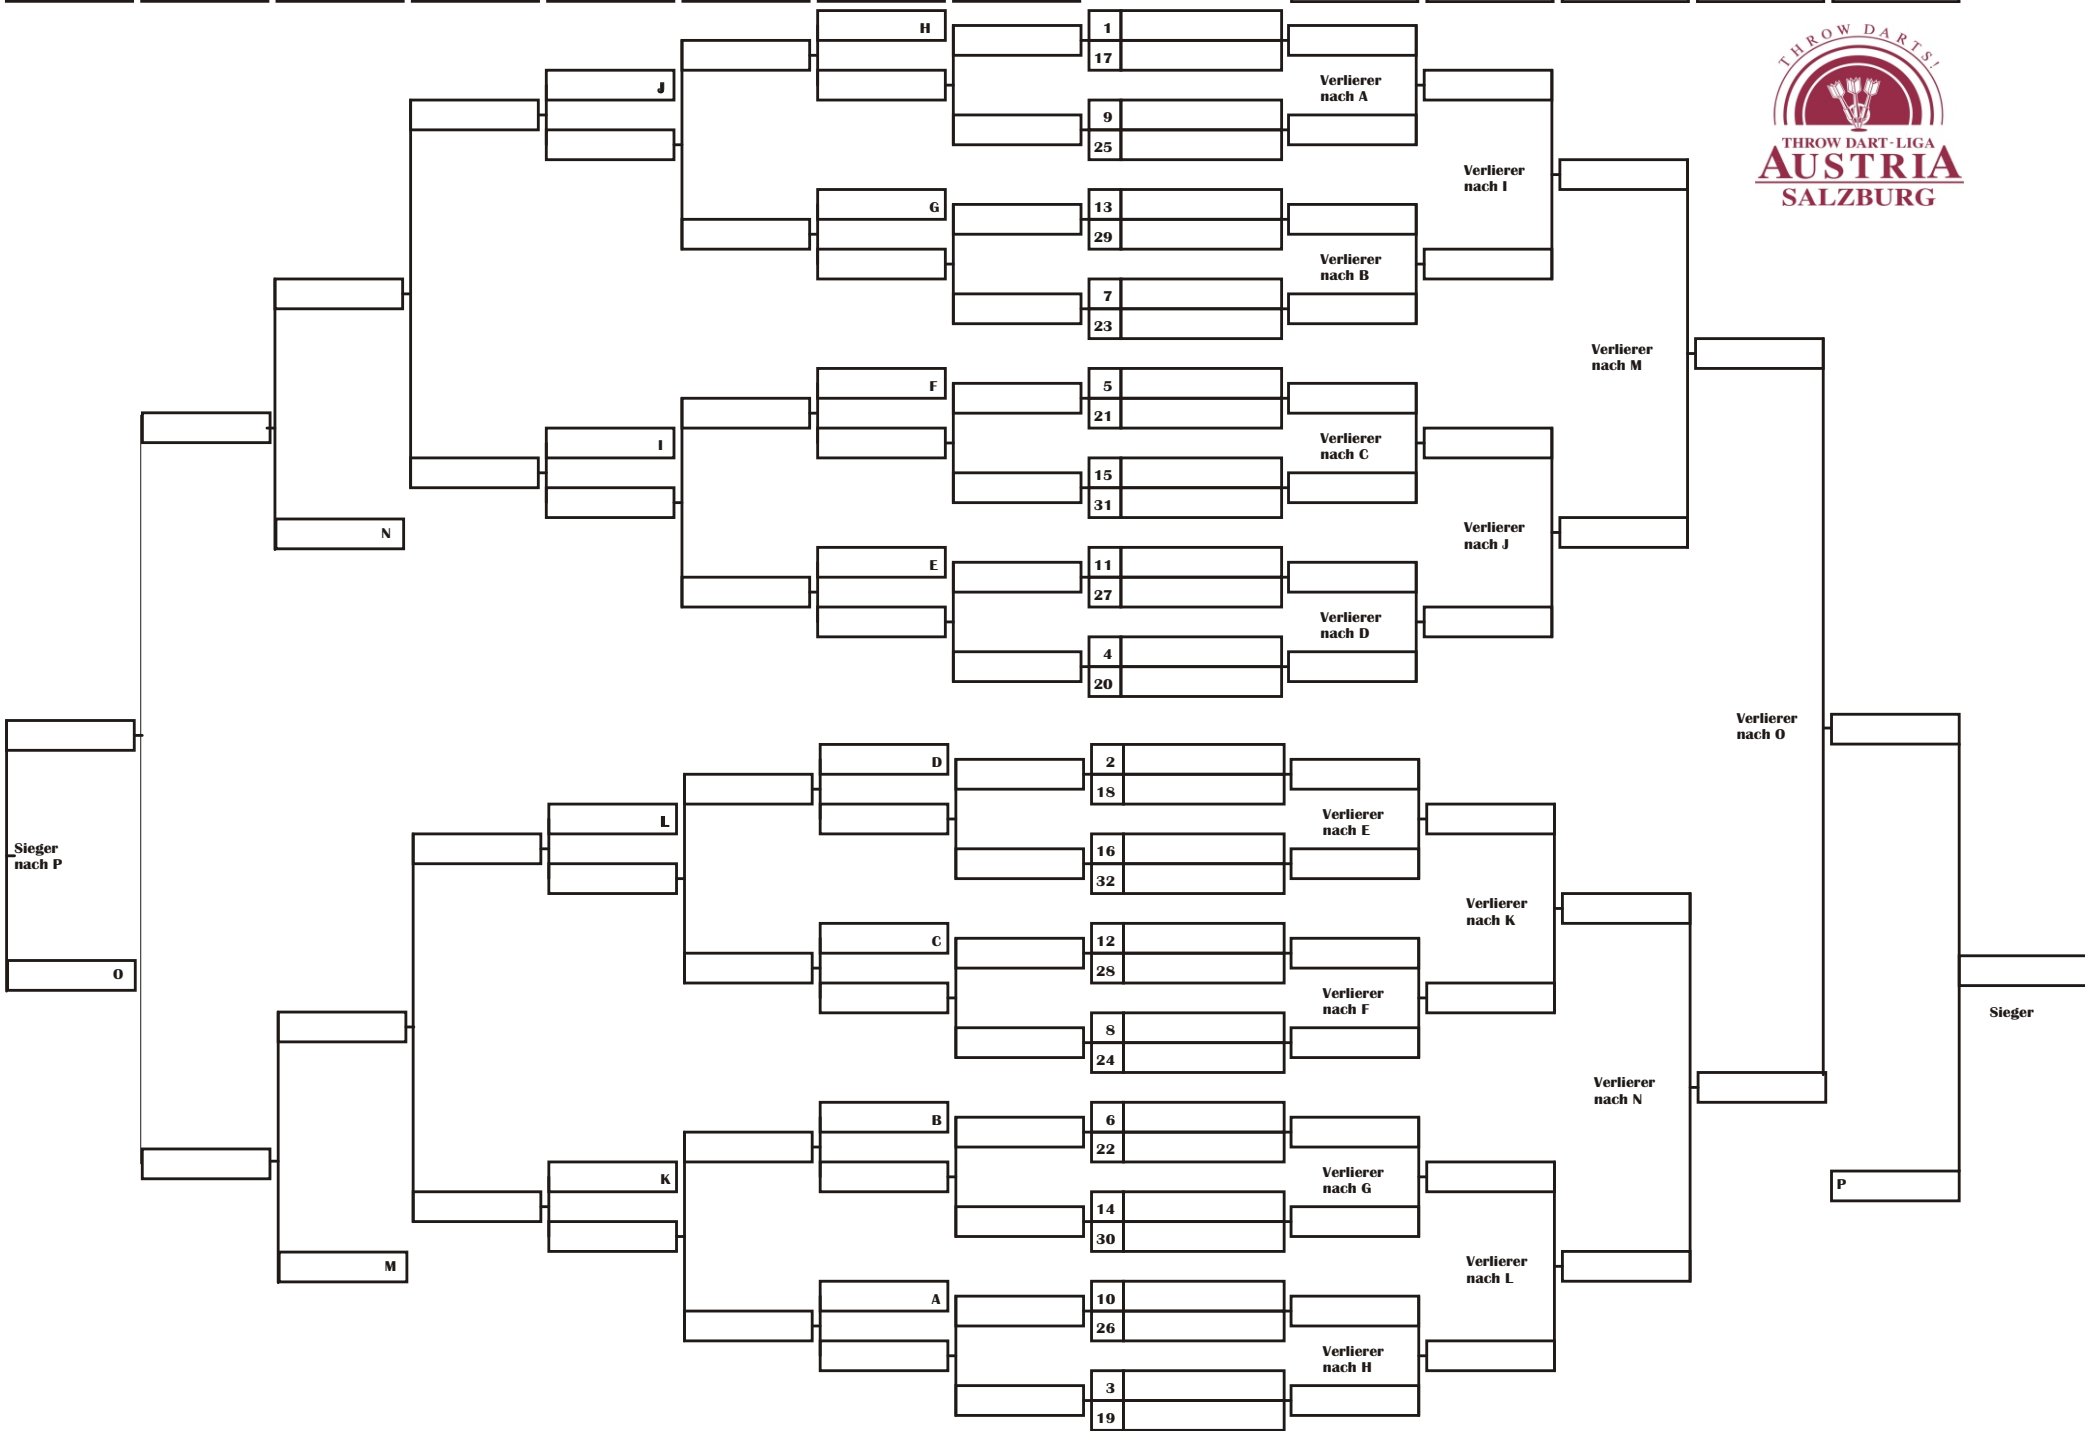 THROW DARTS!
THROW DART-LIGA
AUSTRIA
SALZBURG
H
1
17
Verlierer
nach A
J
9
25
Verlierer
nach I
G
13
29
Verlierer
nach B
7
23
Verlierer
nach M
F
5
21
Verlierer
nach C
I
15
31
Verlierer
nach J
N
E
11
27
Verlierer
nach D
4
20
Verlierer
nach O
D
2
18
Verlierer
nach E
L
16
32
Sieger
nach P
Verlierer
nach K
C
12
28
O
Verlierer
nach F
8
24
Sieger
Verlierer
nach N
B
6
22
Verlierer
nach G
K
P
14
30
M
Verlierer
nach L
A
10
26
Verlierer
nach H
3
19